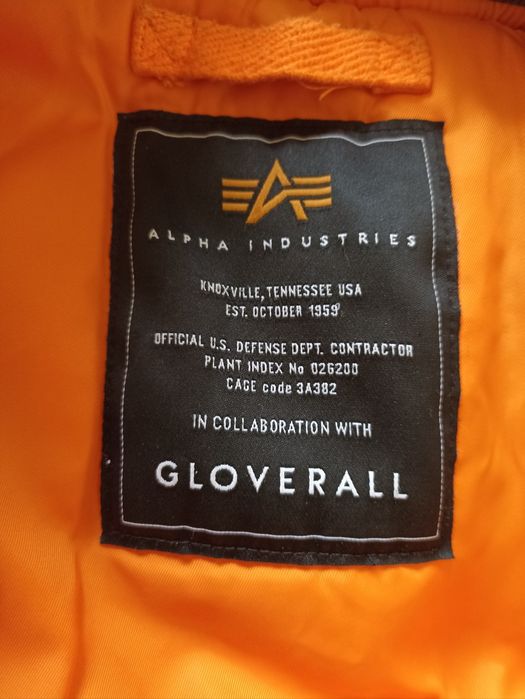 ALPHA INDUSTRIES
KNOXVILLE, TENNESSEE USA
EST. OCTOBER 1959
OFFICIAL U.S. DEFENSE DEPT. CONTRACTOR
PLANT INDEX No 026200
CAGE code 3A382
IN COLLABORATION WITH
GLOVERALL